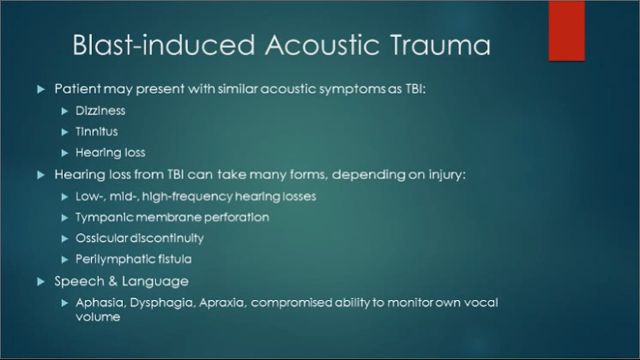 Blast-induced Acoustic Trauma
Patient may present with similar acoustic symptoms as TBI:
Dizziness
Tinnitus
Hearing loss
Hearing loss from TBI can take many forms, depending on injury:
Low-, mid-, high-frequency hearing losses
Tympanic membrane perforation
Ossicular discontinuity
Perilymphatic fistula
Speech & Language
Aphasia, Dysphagia, Apraxia, compromised ability to monitor own vocal
volume